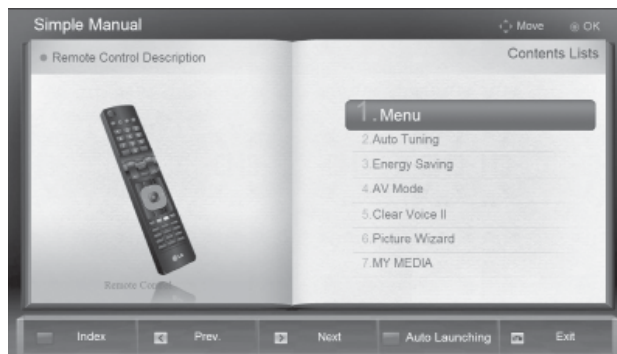 Simple Manual
Move
OK
Remote Control Description
Contents Lists
1.Menu
2.Auto Tuning
3.Energy Saving
4.AV Mode
5.Clear Voice II
6.Picture Wizard
7.MY MEDIA
LG
Remote Control
Index
Prev.
Next
Auto Launching
Exit